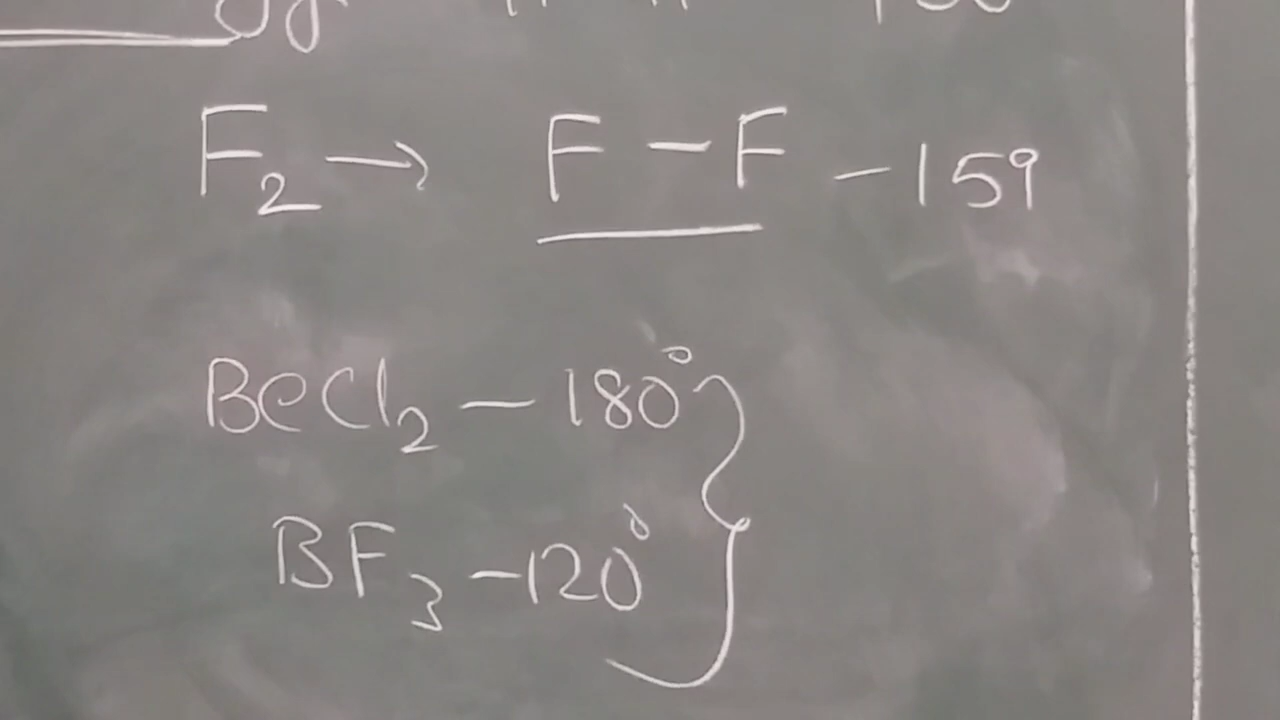 F₂ → F – F – 159
BeCl₂ – 180°
BF₃ – 120°